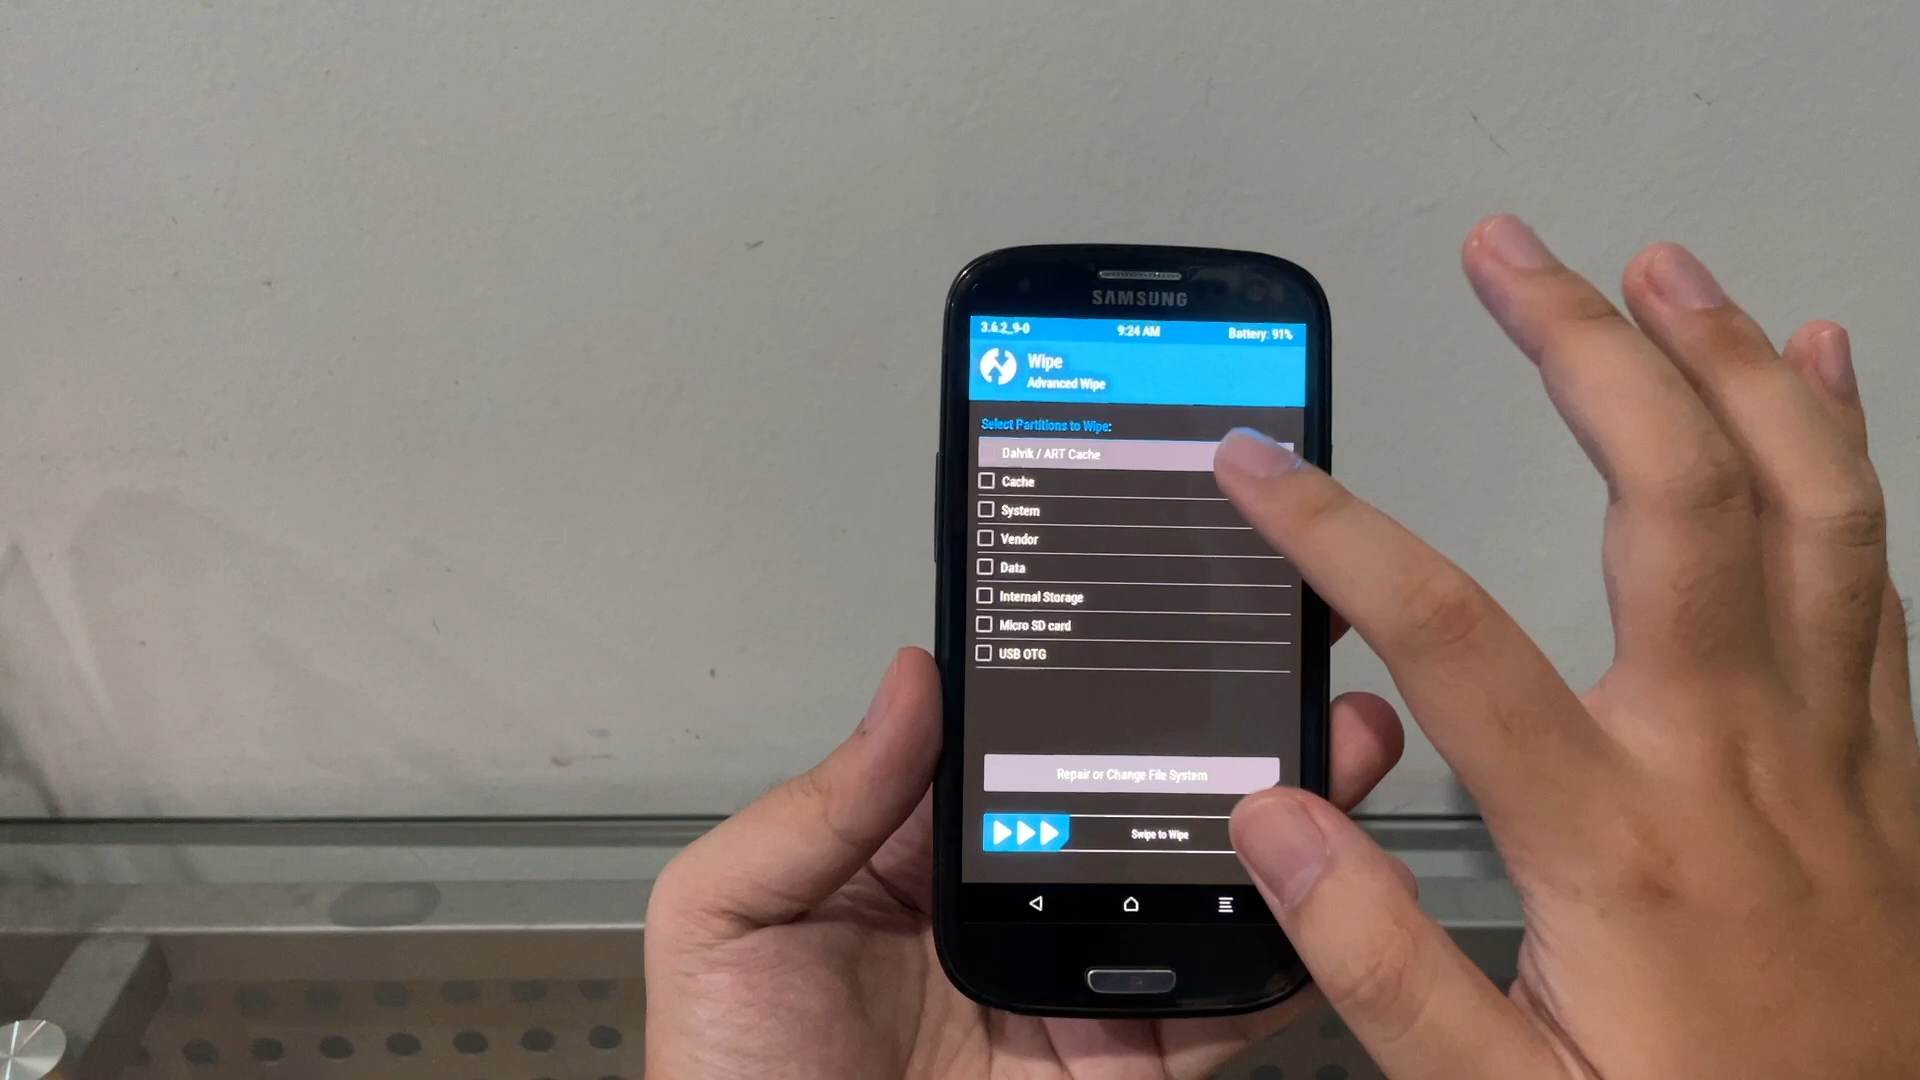 SAMSUNG
3.6.2_9-0 9:24 AM Battery: 91%
Wipe
Advanced Wipe
Select Partitions to Wipe:
Dalvik / ART Cache
Cache
System
Vendor
Data
Internal Storage
Micro SD card
USB OTG
Repair or Change File System
Swipe to Wipe